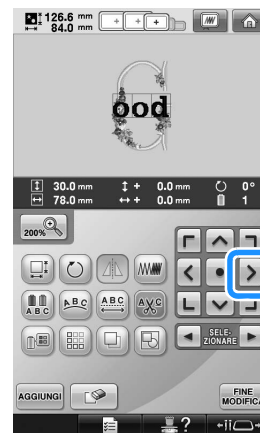 126.6 mm
84.0 mm
ood
30.0 mm + 0.0 mm 0°
78.0 mm + 0.0 mm 1
200%
A B C A B C A B C A C
SELE-
ZIONARE
AGGIUNGI
FINE
MODIFIC
?